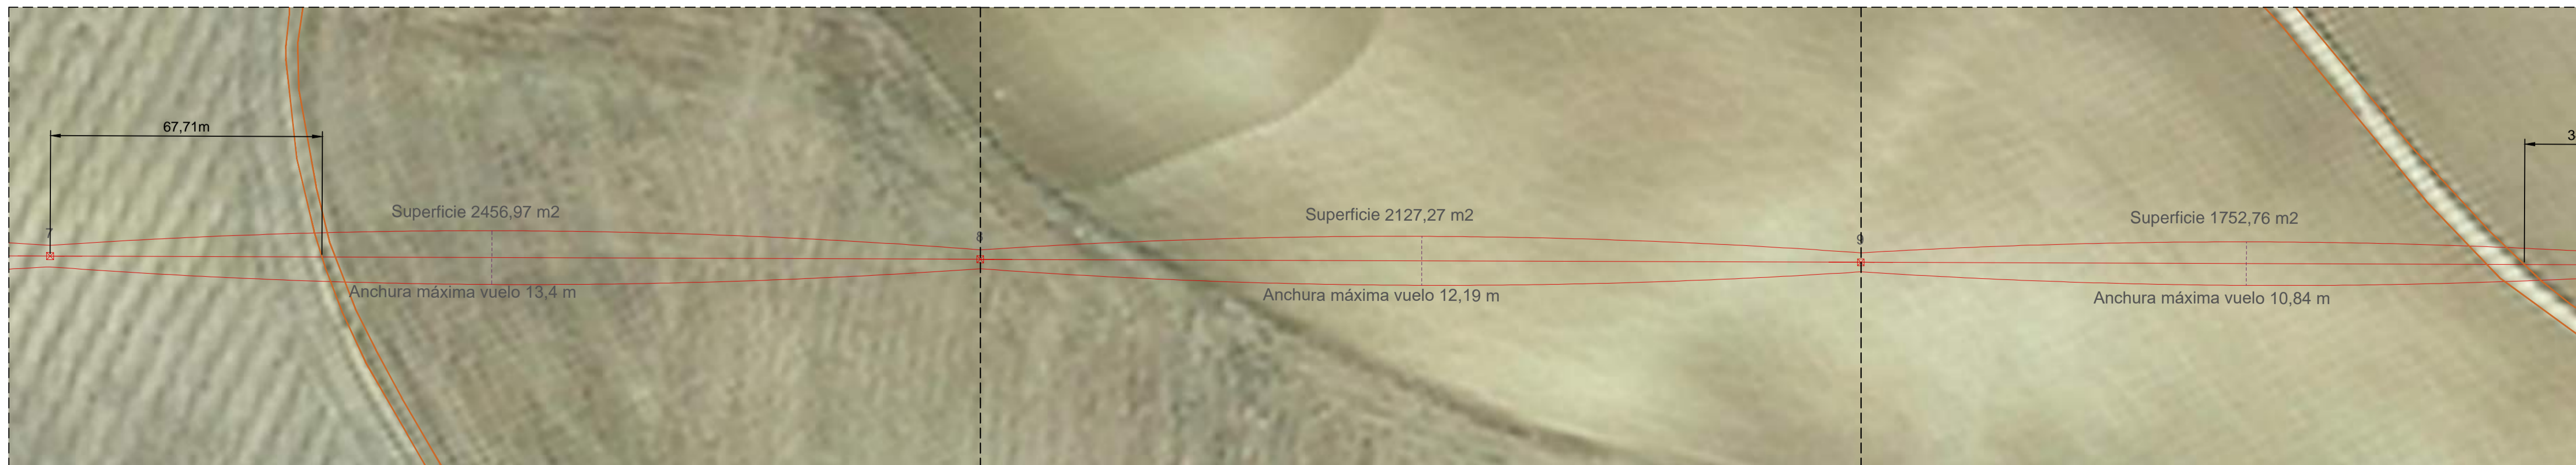 67,71m
3
Superficie 2456,97 m2
Superficie 2127,27 m2
Superficie 1752,76 m2
7
8
9
Anchura máxima vuelo 13,4 m
Anchura máxima vuelo 12,19 m
Anchura máxima vuelo 10,84 m